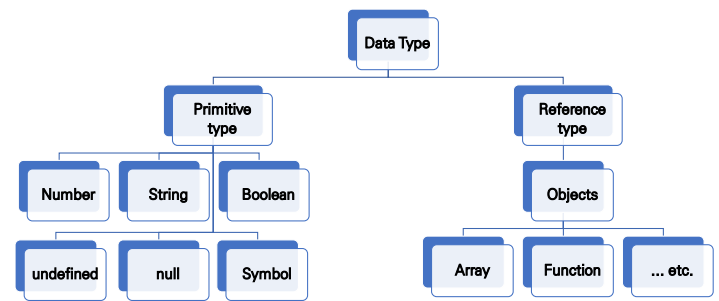 Data Type
Primitive
type
Reference
type
Number
String
Boolean
Objects
undefined
null
Symbol
Array
Function
... etc.